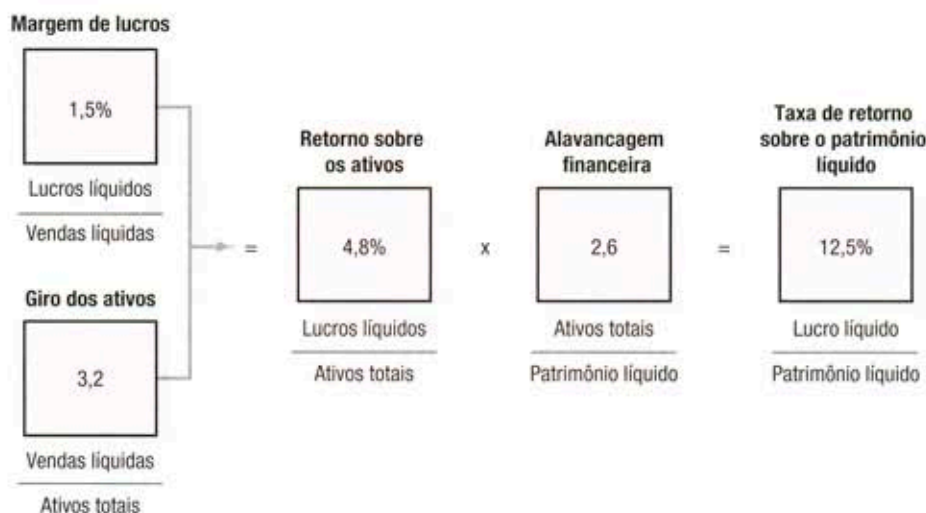 Margem de lucros
1,5%
Lucros líquidos
Vendas líquidas
Giro dos ativos
3,2
Vendas líquidas
Ativos totais
=
Retorno sobre
os ativos
4,8%
Lucros líquidos
Ativos totais
x
Alavancagem
financeira
2,6
Ativos totais
Patrimônio líquido
=
Taxa de retorno
sobre o patrimônio
líquido
12,5%
Lucro líquido
Patrimônio líquido